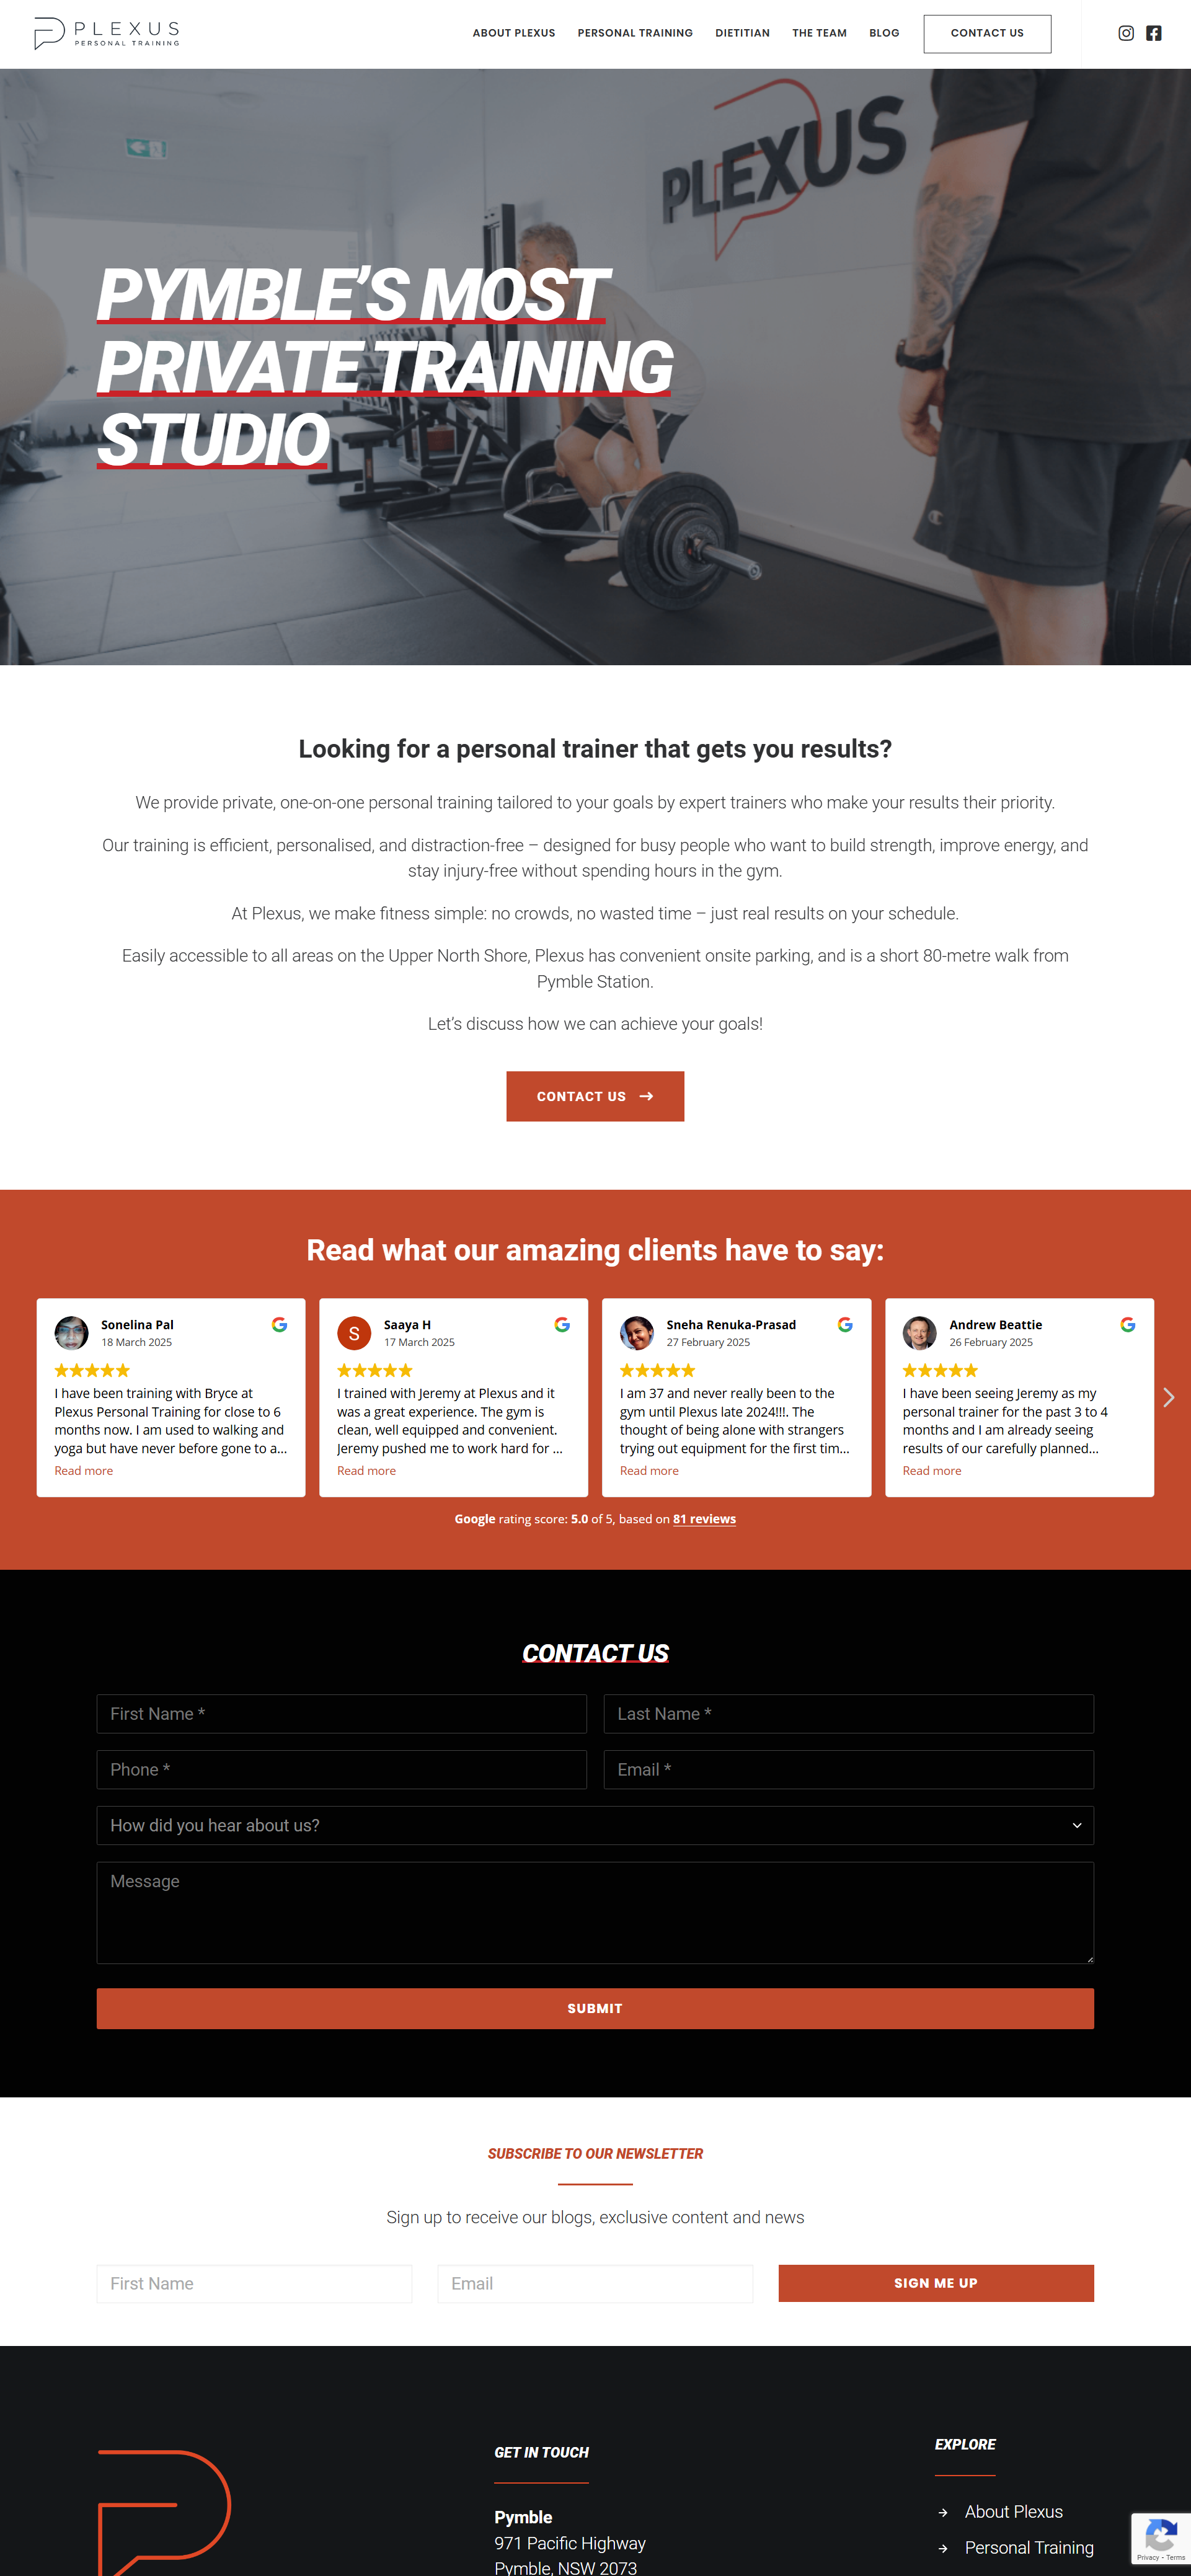 PLEXUS
PERSONAL TRAINING
ABOUT PLEXUS
PERSONAL TRAINING
DIETITIAN
THE TEAM
BLOG
CONTACT US
PLEXUS
PYMBLE’S MOST
PRIVATE TRAINING
STUDIO
Looking for a personal trainer that gets you results?
We provide private, one-on-one personal training tailored to your goals by expert trainers who make your results their priority.
Our training is efficient, personalised, and distraction-free – designed for busy people who want to build strength, improve energy, and
stay injury-free without spending hours in the gym.
At Plexus, we make fitness simple: no crowds, no wasted time – just real results on your schedule.
Easily accessible to all areas on the Upper North Shore, Plexus has convenient onsite parking, and is a short 80-metre walk from
Pymble Station.
Let’s discuss how we can achieve your goals!
CONTACT US
Read what our amazing clients have to say:
Sonelina Pal
18 March 2025
I have been training with Bryce at
Plexus Personal Training for close to 6
months now. I am used to walking and
yoga but have never before gone to a...
Read more
S
Saaya H
17 March 2025
I trained with Jeremy at Plexus and it
was a great experience. The gym is
clean, well equipped and convenient.
Jeremy pushed me to work hard for ...
Read more
Sneha Renuka-Prasad
27 February 2025
I am 37 and never really been to the
gym until Plexus late 2024!!!. The
thought of being alone with strangers
trying out equipment for the first tim...
Read more
Andrew Beattie
26 February 2025
I have been seeing Jeremy as my
personal trainer for the past 3 to 4
months and I am already seeing
results of our carefully planned...
Read more
Google rating score: 5.0 of 5, based on 81 reviews
CONTACT US
First Name *
Last Name *
Phone *
Email *
How did you hear about us?
Message
SUBMIT
SUBSCRIBE TO OUR NEWSLETTER
Sign up to receive our blogs, exclusive content and news
First Name
Email
SIGN ME UP
GET IN TOUCH
Pymble
971 Pacific Highway
Pymble, NSW 2073
EXPLORE
About Plexus
Personal Training
Privacy - Terms